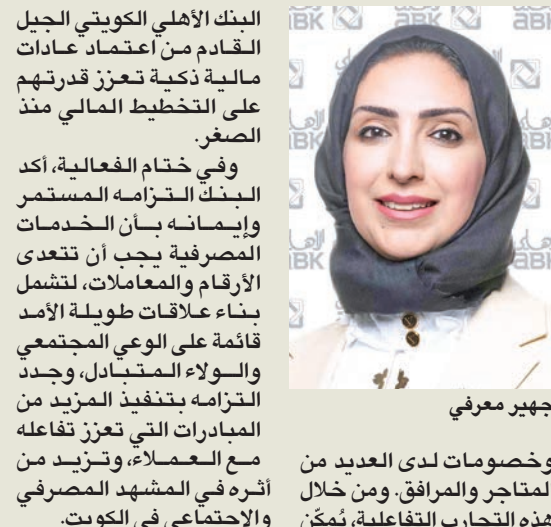 جهير معرفي
وخصومات لدى العديد من
المتاجر والمرافق. ومن خلال
هذه التجارب التفاعلية، يُمكّن
البنك الأهلي الكويتي الجيل
القادم من اعتماد عادات
مالية ذكية تعزز قدرتهم
على التخطيط المالي منذ
الصغر.
وفي ختام الفعالية، أكد
البنك التزامه المستمر
وإيمانه بأن الخدمات
المصرفية يجب أن تتعدى
الأرقام والمعاملات، لتشمل
بناء علاقات طويلة الأمد
قائمة على الوعي المجتمعي
والولاء المتبادل، وجدد
التزامه بتنفيذ المزيد من
المبادرات التي تعزز تفاعله
مع العملاء، وتزيد من
أثره في المشهد المصرفي
والاجتماعي في الكويت.